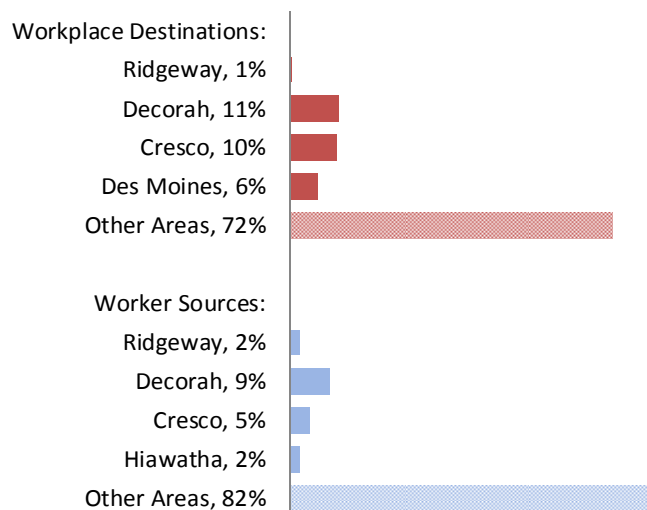 Workplace Destinations:
Ridgeway, 1%
Decorah, 11%
Cresco, 10%
Des Moines, 6%
Other Areas, 72%
Worker Sources:
Ridgeway, 2%
Decorah, 9%
Cresco, 5%
Hiawatha, 2%
Other Areas, 82%